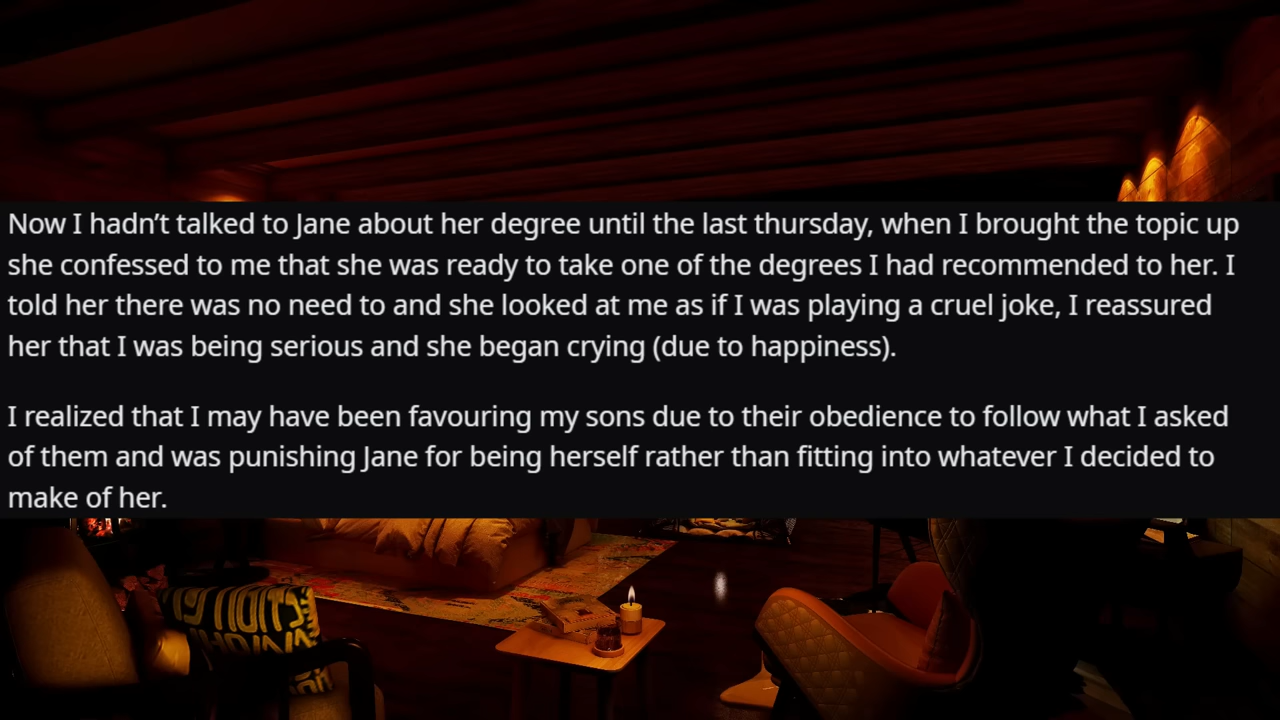 Now I hadn’t talked to Jane about her degree until the last thursday, when I brought the topic up
she confessed to me that she was ready to take one of the degrees I had recommended to her. I
told her there was no need to and she looked at me as if I was playing a cruel joke, I reassured
her that I was being serious and she began crying (due to happiness).
I realized that I may have been favouring my sons due to their obedience to follow what I asked
of them and was punishing Jane for being herself rather than fitting into whatever I decided to
make of her.